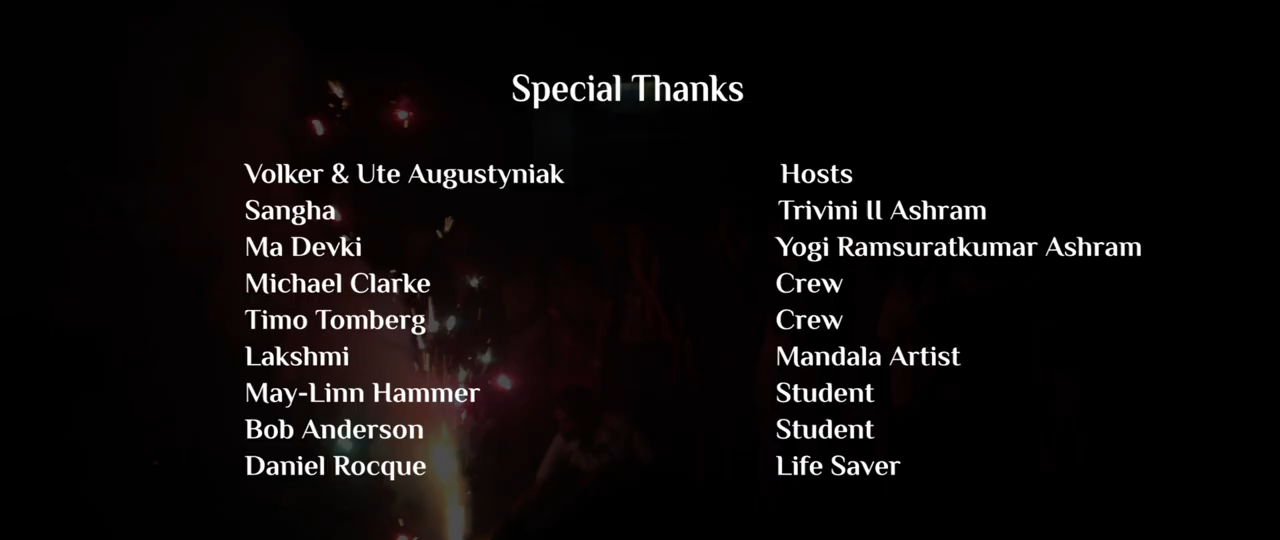 Special Thanks
Volker & Ute Augustyniak Hosts
Sangha Trivini II Ashram
Ma Devki Yogi Ramsuratkumar Ashram
Michael Clarke Crew
Timo Tomberg Crew
Lakshmi Mandala Artist
May-Linn Hammer Student
Bob Anderson Student
Daniel Rocque Life Saver